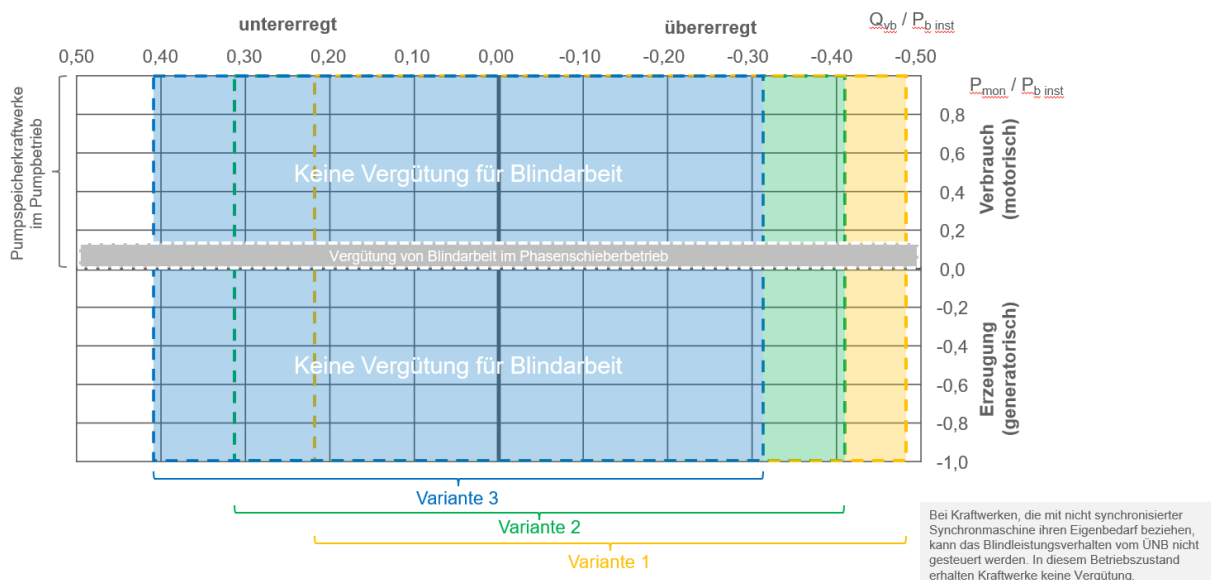 untererregt
übererregt
Qvb / Pb inst
0,50 0,40 0,30 0,20 0,10 0,00 -0,10 -0,20 -0,30 -0,40 -0,50
Pmon / Pb inst
Pumpspeicherkraftwerke
im Pumpbetrieb
0,8
0,6
Keine Vergütung für Blindarbeit
0,4
0,2
Verbrauch
(motorisch)
Vergütung von Blindarbeit im Phasenschieberbetrieb
0,0
-0,2
-0,4
Keine Vergütung für Blindarbeit
-0,6
-0,8
-1,0
Erzeugung
(generatorisch)
Variante 3
Variante 2
Variante 1
Bei Kraftwerken, die mit nicht synchronisierter
Synchronmaschine ihren Eigenbedarf beziehen,
kann das Blindleistungsverhalten vom ÜNB nicht
gesteuert werden. In diesem Betriebszustand
erhalten Kraftwerke keine Vergütung.